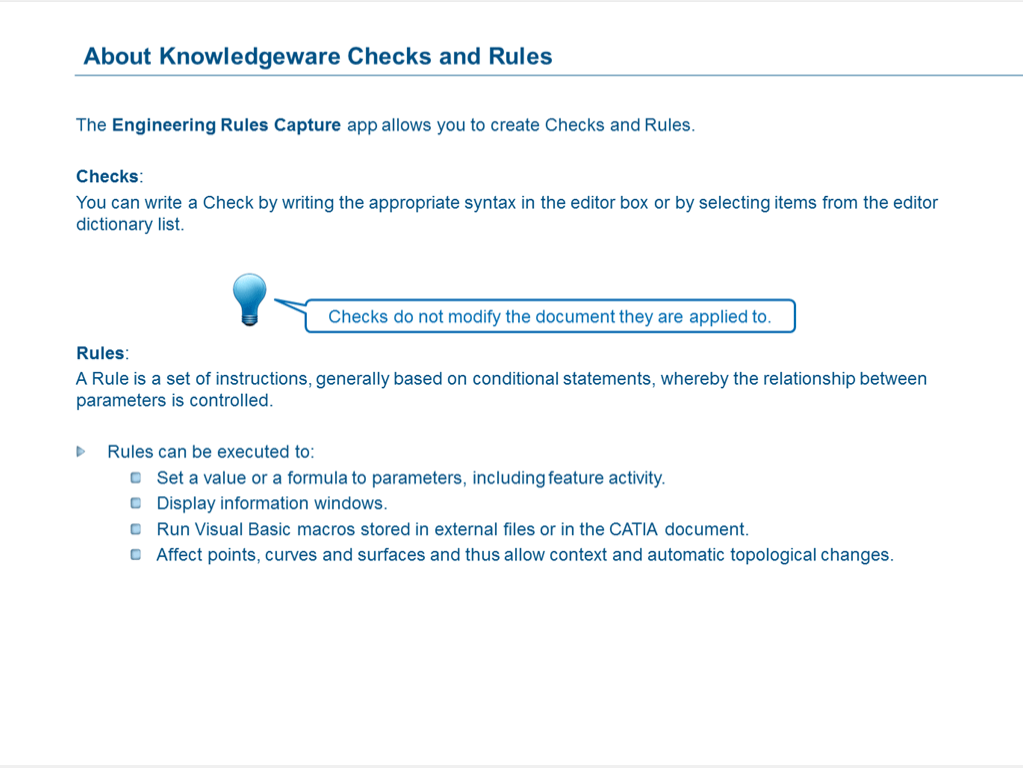 About Knowledgeware Checks and Rules
The Engineering Rules Capture app allows you to create Checks and Rules.
Checks:
You can write a Check by writing the appropriate syntax in the editor box or by selecting items from the editor
dictionary list.
Checks do not modify the document they are applied to.
Rules:
A Rule is a set of instructions, generally based on conditional statements, whereby the relationship between
parameters is controlled.
Rules can be executed to:
Set a value or a formula to parameters, including feature activity.
Display information windows.
Run Visual Basic macros stored in external files or in the CATIA document.
Affect points, curves and surfaces and thus allow context and automatic topological changes.